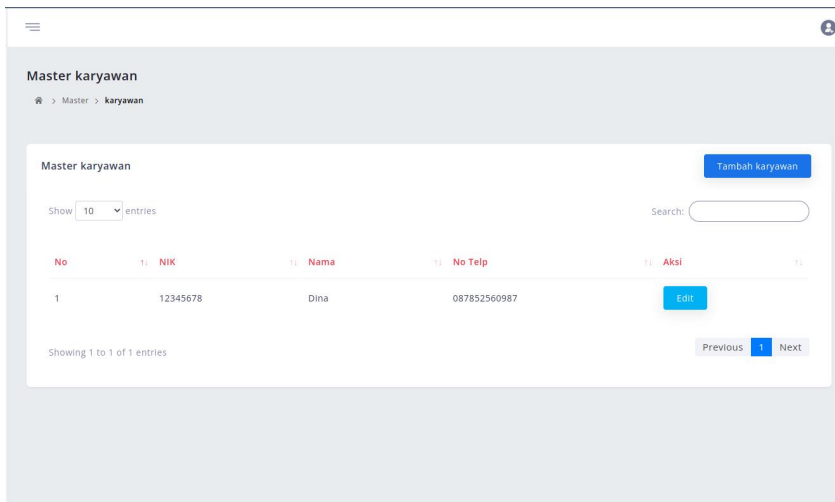 Master karyawan
> Master > karyawan
Master karyawan
Tambah karyawan
Show 10 entries
Search:
No NIK Nama No Telp Aksi
1 12345678 Dina 087852560987 Edit
Showing 1 to 1 of 1 entries
Previous 1 Next